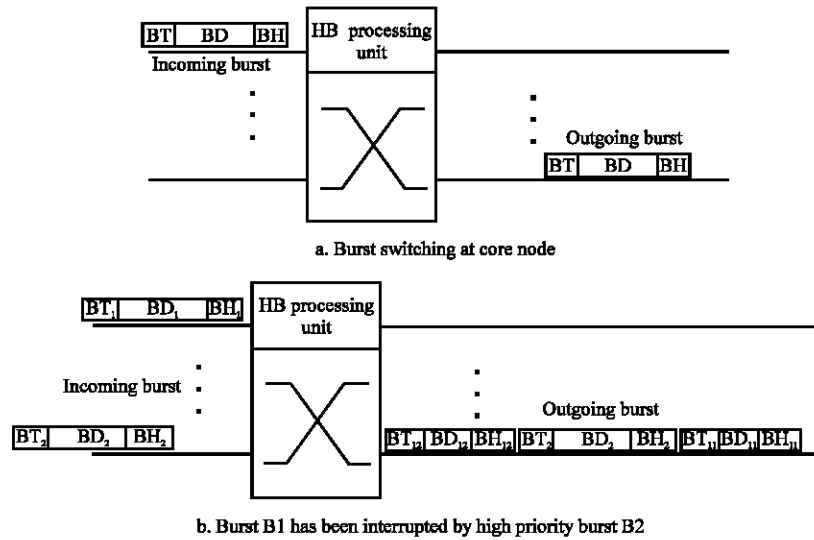 BT BD BH
Incoming burst
HB processing
unit
Outgoing burst
BT BD BH
a. Burst switching at core node
BT₁ BD₁ BH₁
HB processing
unit
Incoming burst
Outgoing burst
BT₂ BD₂ BH₂
BT₁₂ BD₁₂ BH₁₂ BT₂ BD₂ BH₂ BT₁₁ BD₁₁ BH₁₁
b. Burst B1 has been interrupted by high priority burst B2